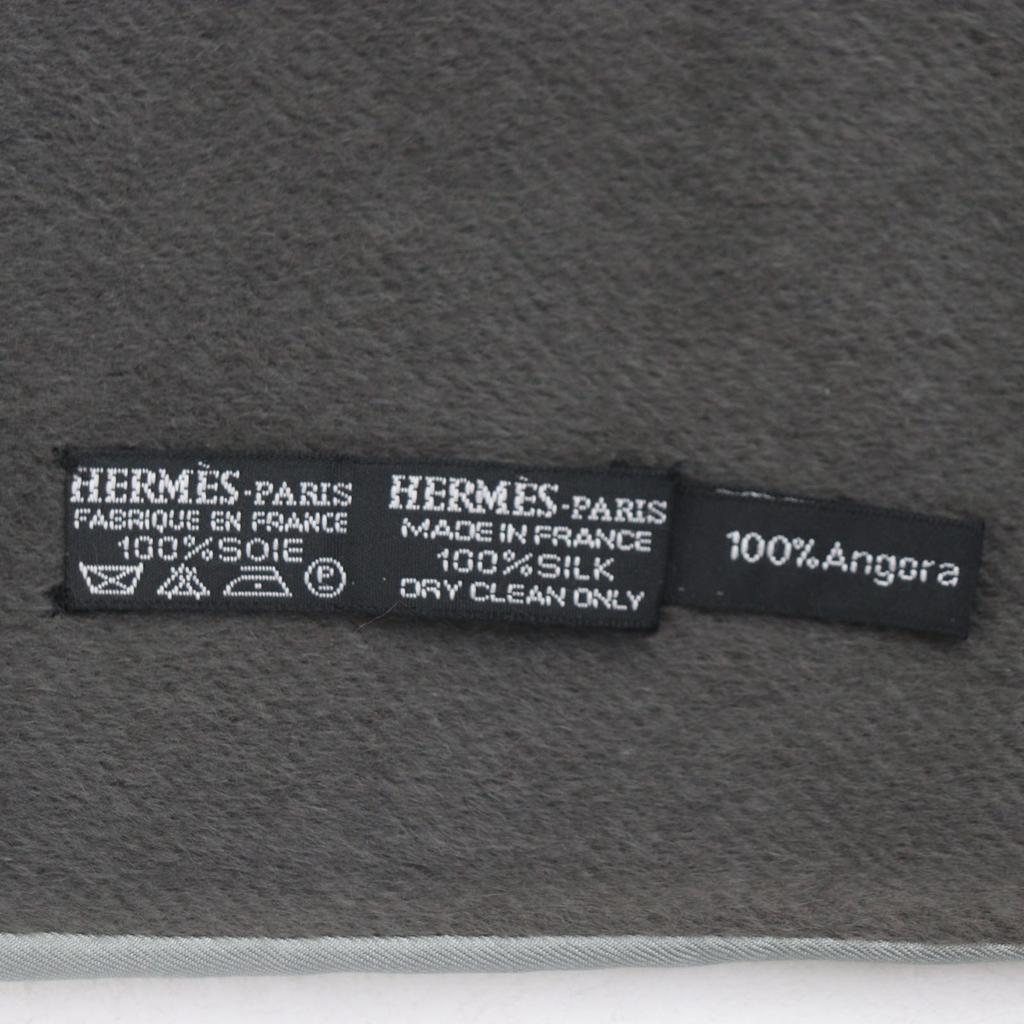 HERMÈS-PARIS
FABRIQUE EN FRANCE
100%SOIE
P
HERMÈS-PARIS
MADE IN FRANCE
100%SILK
DRY CLEAN ONLY
100%Angora